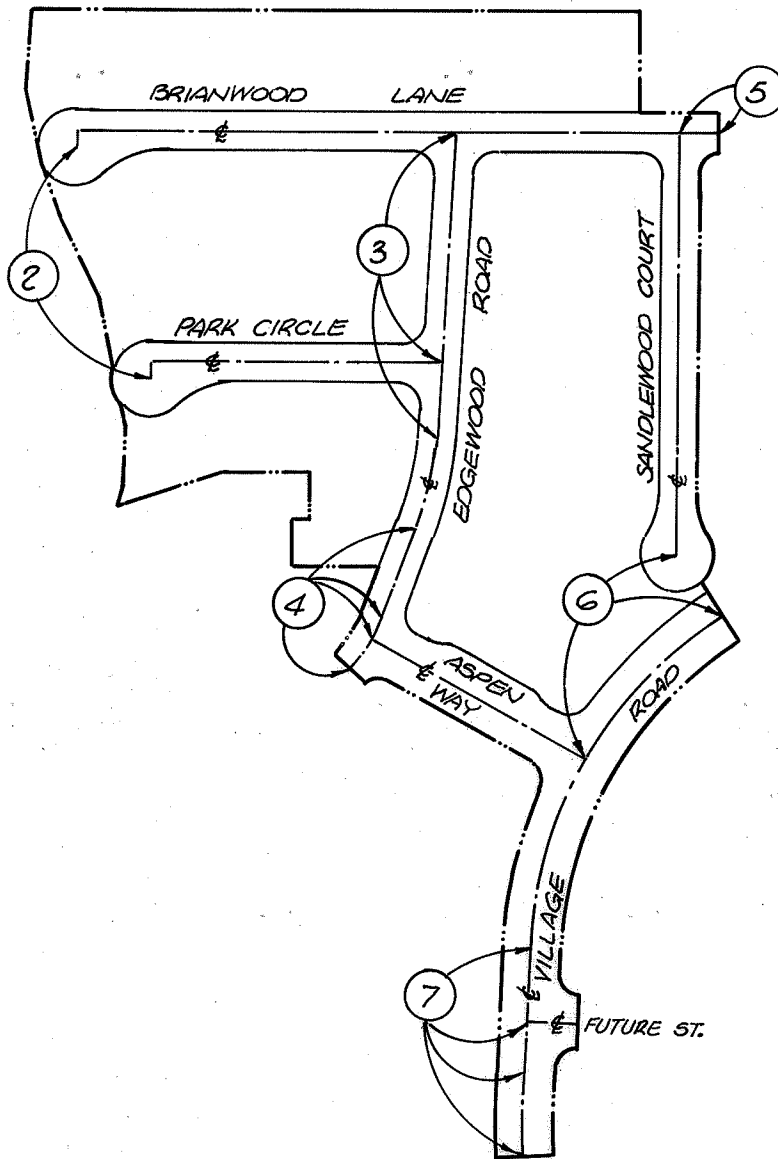 BRIANWOOD LANE
5
3
2
PARK CIRCLE
EDGEWOOD ROAD
SANDLEWOOD COURT
4
6
ASPEN WAY
VILLAGE ROAD
7
FUTURE ST.
℄
℄
℄
℄
℄
℄
℄